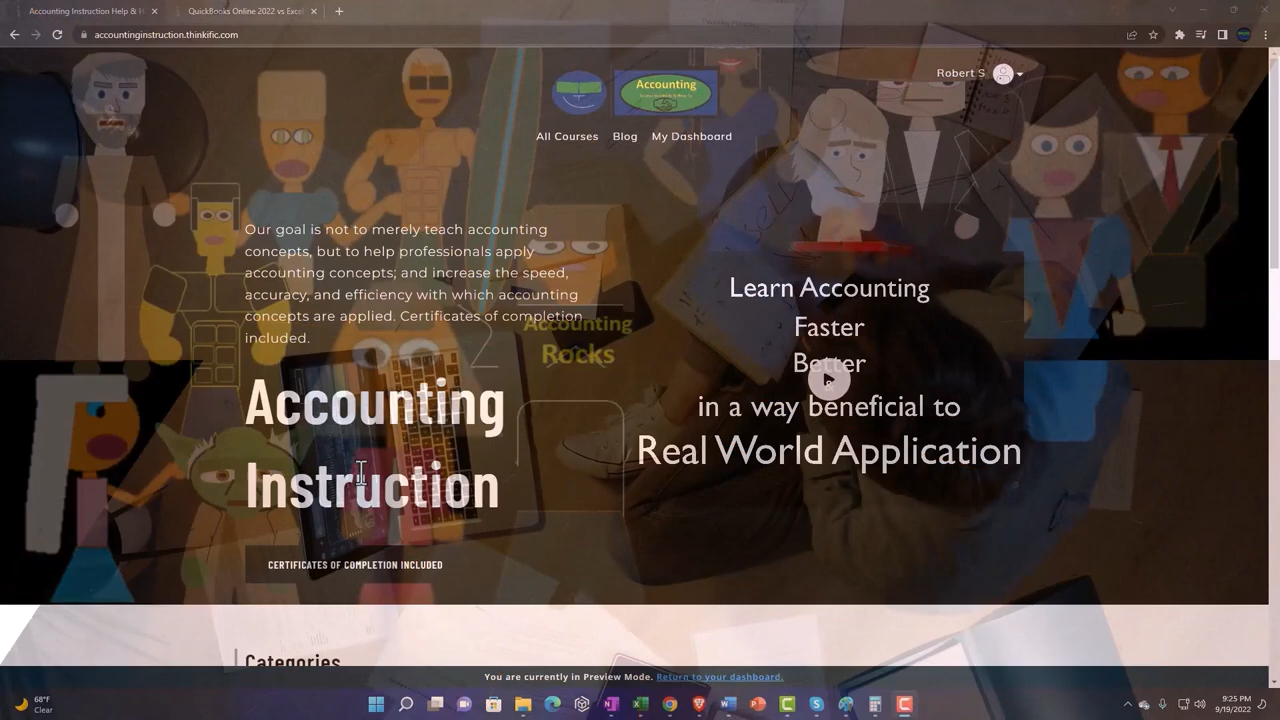 Accounting Instruction Help & H
QuickBooks Online 2022 vs Excel
accountinginstruction.thinkific.com
Accounting
Robert S
All Courses
Blog
My Dashboard
Our goal is not to merely teach accounting
concepts, but to help professionals apply
accounting concepts; and increase the speed,
accuracy, and efficiency with which accounting
concepts are applied. Certificates of completion
included.
Accounting
Rocks
Learn Accounting
Faster
Better
&
in a way beneficial to
Real World Application
Accounting
Instruction
CERTIFICATES OF COMPLETION INCLUDED
Categories
You are currently in Preview Mode. Return to your dashboard.
68°F
Clear
9:25 PM
9/19/2022